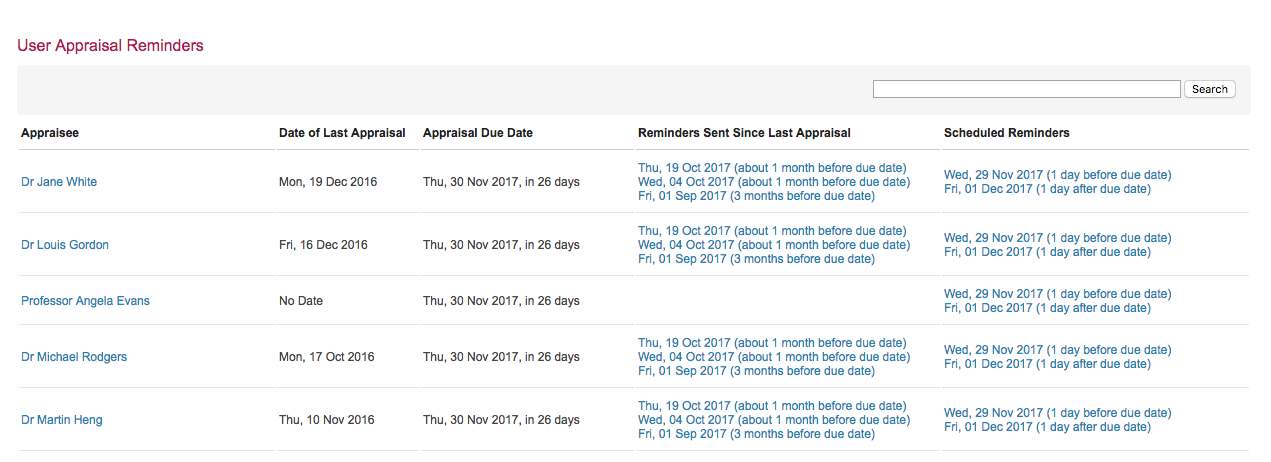 User Appraisal Reminders
Search
Appraisee Date of Last Appraisal Appraisal Due Date Reminders Sent Since Last Appraisal Scheduled Reminders
Dr Jane White Mon, 19 Dec 2016 Thu, 30 Nov 2017, in 26 days
Thu, 19 Oct 2017 (about 1 month before due date)
Wed, 04 Oct 2017 (about 1 month before due date)
Fri, 01 Sep 2017 (3 months before due date)
Wed, 29 Nov 2017 (1 day before due date)
Fri, 01 Dec 2017 (1 day after due date)
Dr Louis Gordon Fri, 16 Dec 2016 Thu, 30 Nov 2017, in 26 days
Thu, 19 Oct 2017 (about 1 month before due date)
Wed, 04 Oct 2017 (about 1 month before due date)
Fri, 01 Sep 2017 (3 months before due date)
Wed, 29 Nov 2017 (1 day before due date)
Fri, 01 Dec 2017 (1 day after due date)
Professor Angela Evans No Date Thu, 30 Nov 2017, in 26 days
Wed, 29 Nov 2017 (1 day before due date)
Fri, 01 Dec 2017 (1 day after due date)
Dr Michael Rodgers Mon, 17 Oct 2016 Thu, 30 Nov 2017, in 26 days
Thu, 19 Oct 2017 (about 1 month before due date)
Wed, 04 Oct 2017 (about 1 month before due date)
Fri, 01 Sep 2017 (3 months before due date)
Wed, 29 Nov 2017 (1 day before due date)
Fri, 01 Dec 2017 (1 day after due date)
Dr Martin Heng Thu, 10 Nov 2016 Thu, 30 Nov 2017, in 26 days
Thu, 19 Oct 2017 (about 1 month before due date)
Wed, 04 Oct 2017 (about 1 month before due date)
Fri, 01 Sep 2017 (3 months before due date)
Wed, 29 Nov 2017 (1 day before due date)
Fri, 01 Dec 2017 (1 day after due date)